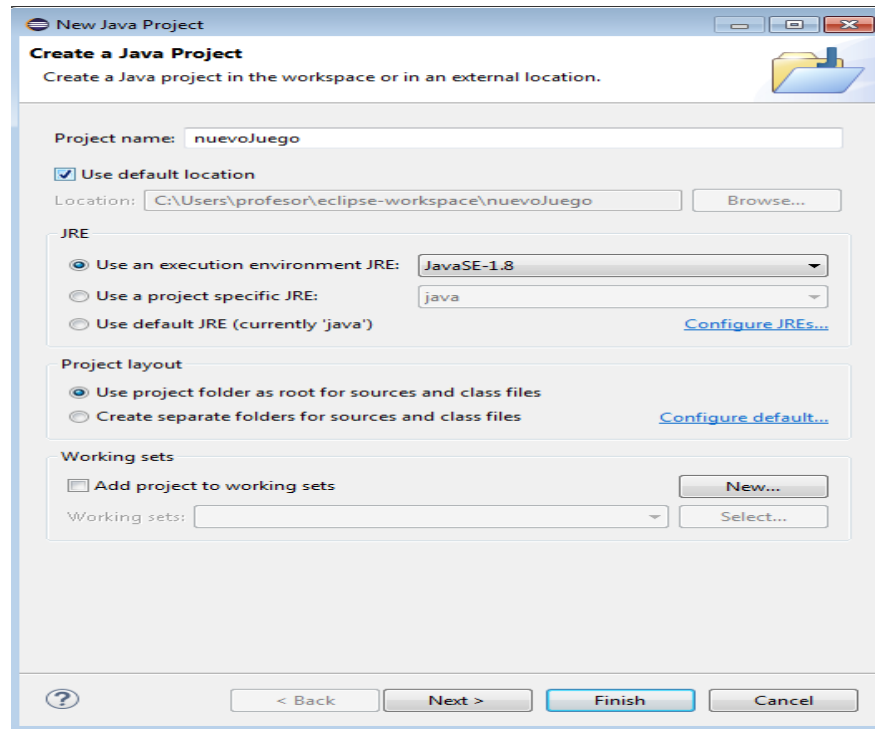 New Java Project
Create a Java Project
Create a Java project in the workspace or in an external location.
Project name: nuevoJuego
Use default location
Location: C:\Users\profesor\eclipse-workspace\nuevoJuego Browse...
JRE
Use an execution environment JRE: JavaSE-1.8
Use a project specific JRE: java
Use default JRE (currently 'java') Configure JREs...
Project layout
Use project folder as root for sources and class files
Create separate folders for sources and class files Configure default...
Working sets
Add project to working sets New...
Working sets: Select...
? < Back Next > Finish Cancel